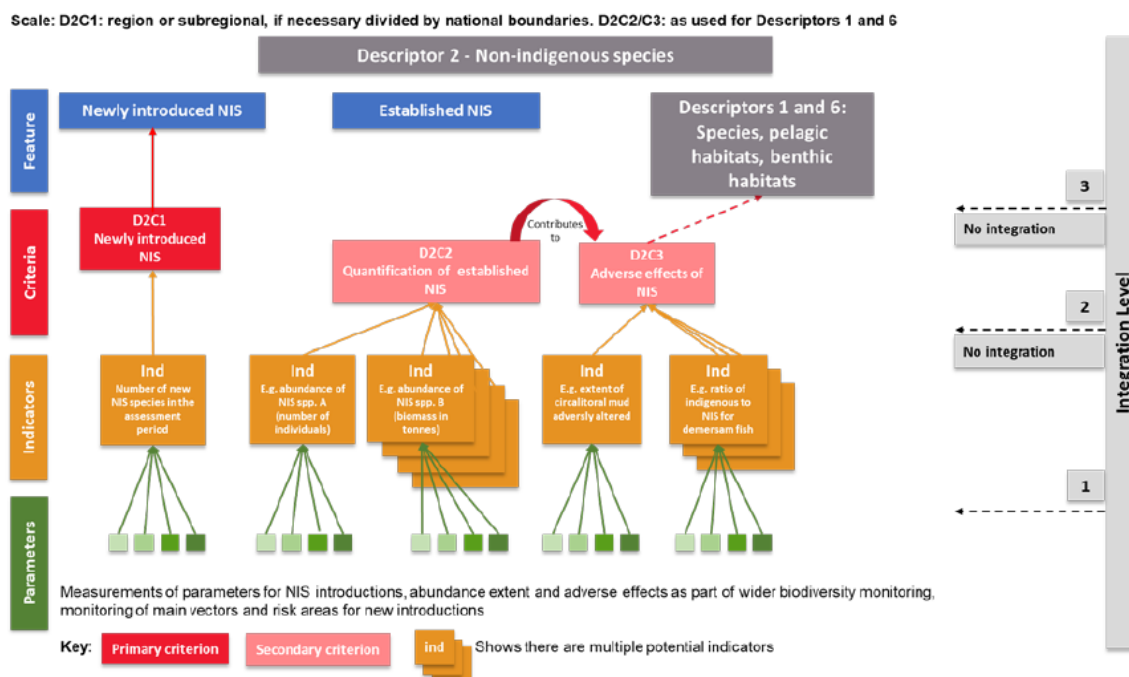 Scale: D2C1: region or subregional, if necessary divided by national boundaries. D2C2/C3: as used for Descriptors 1 and 6
Descriptor 2 - Non-indigenous species
Feature
Newly introduced NIS
Established NIS
Descriptors 1 and 6:
Species, pelagic
habitats, benthic
habitats
3
No integration
Criteria
D2C1
Newly introduced
NIS
D2C2
Quantification of established
NIS
Contributes
to
D2C3
Adverse effects of
NIS
2
No integration
Integration Level
Indicators
Ind
Number of new
NIS species in the
assessment
period
Ind
E.g. abundance of
NIS spp. A
(number of
individuals)
Ind
E.g. abundance of
NIS spp. B
(biomass in
tonnes)
Ind
E.g. extent of
circalitoral mud
adversly altered
Ind
E.g. ratio of
indigenous to
NIS for
demersam fish
1
Parameters
Measurements of parameters for NIS introductions, abundance extent and adverse effects as part of wider biodiversity monitoring,
monitoring of main vectors and risk areas for new introductions
Key:
Primary criterion
Secondary criterion
ind
Shows there are multiple potential indicators